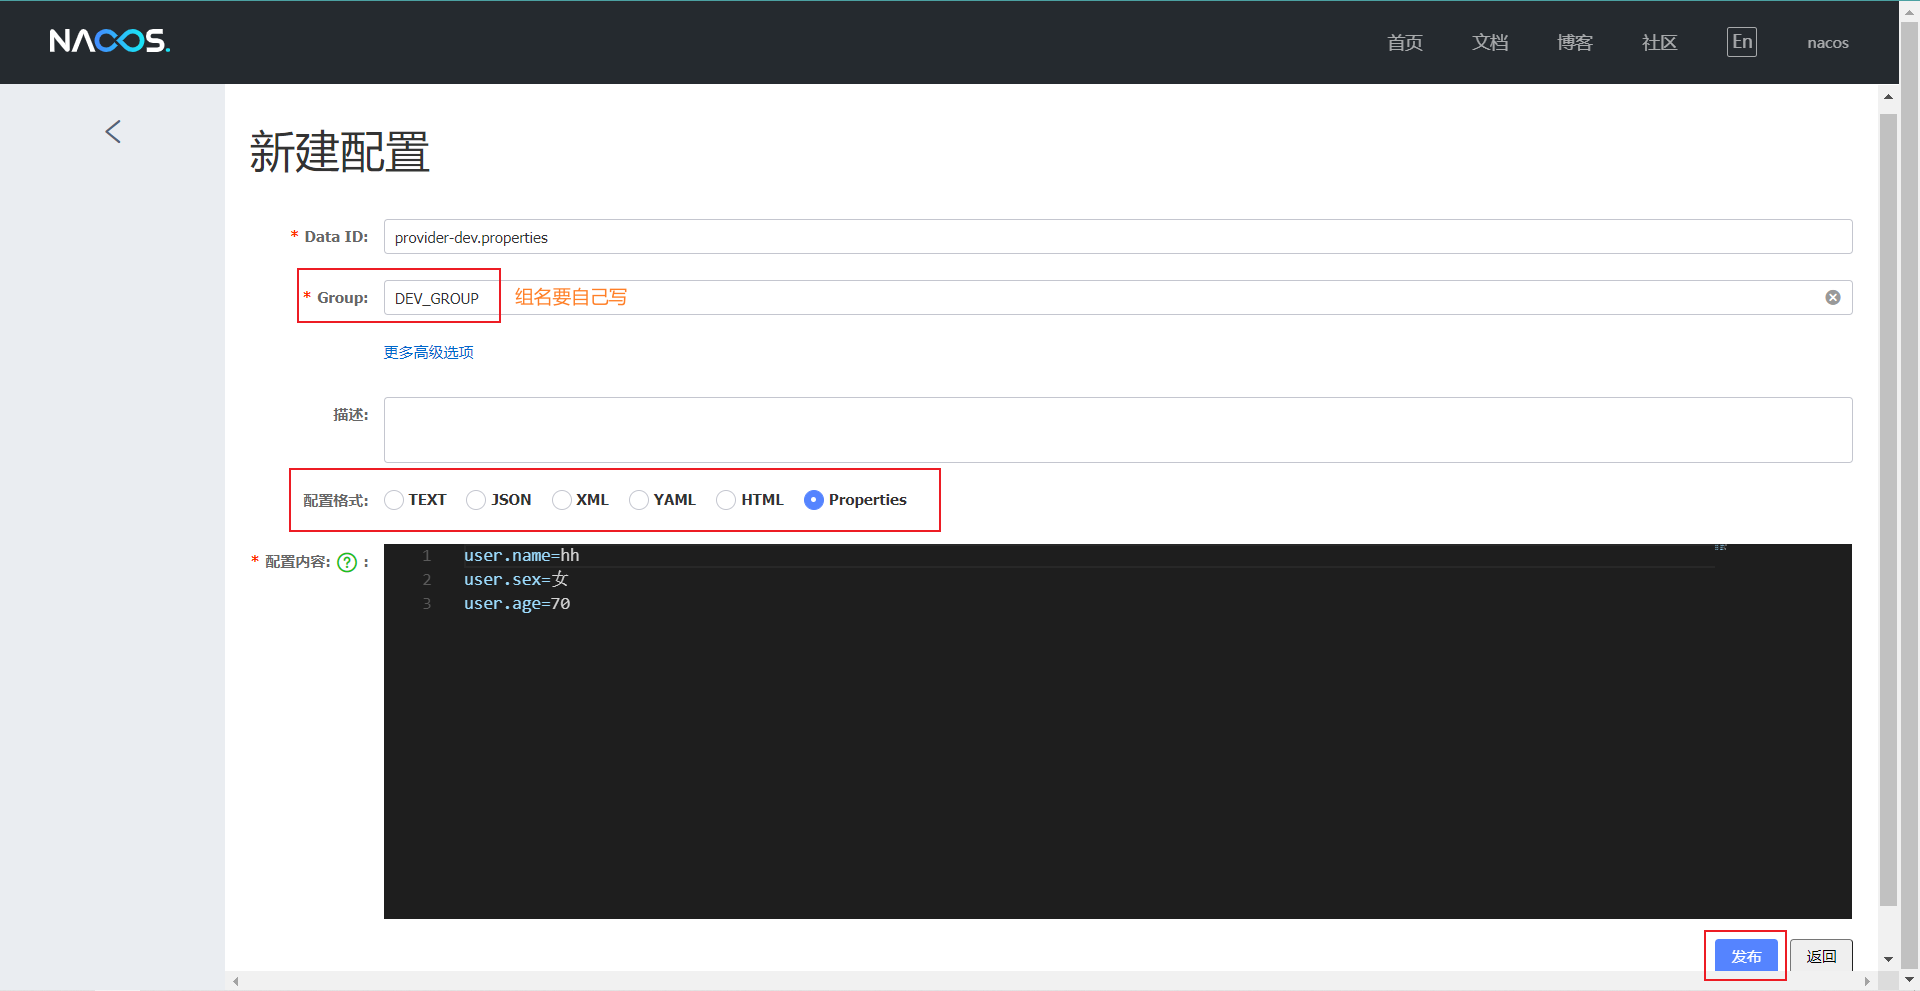 NACOS.
首页 文档 博客 社区 En nacos
新建配置
* Data ID: provider-dev.properties
* Group: DEV_GROUP 组名要自己写
更多高级选项
描述:
配置格式: TEXT JSON XML YAML HTML Properties
* 配置内容: ? :
1 user.name=hh
2 user.sex=女
3 user.age=70
发布 返回